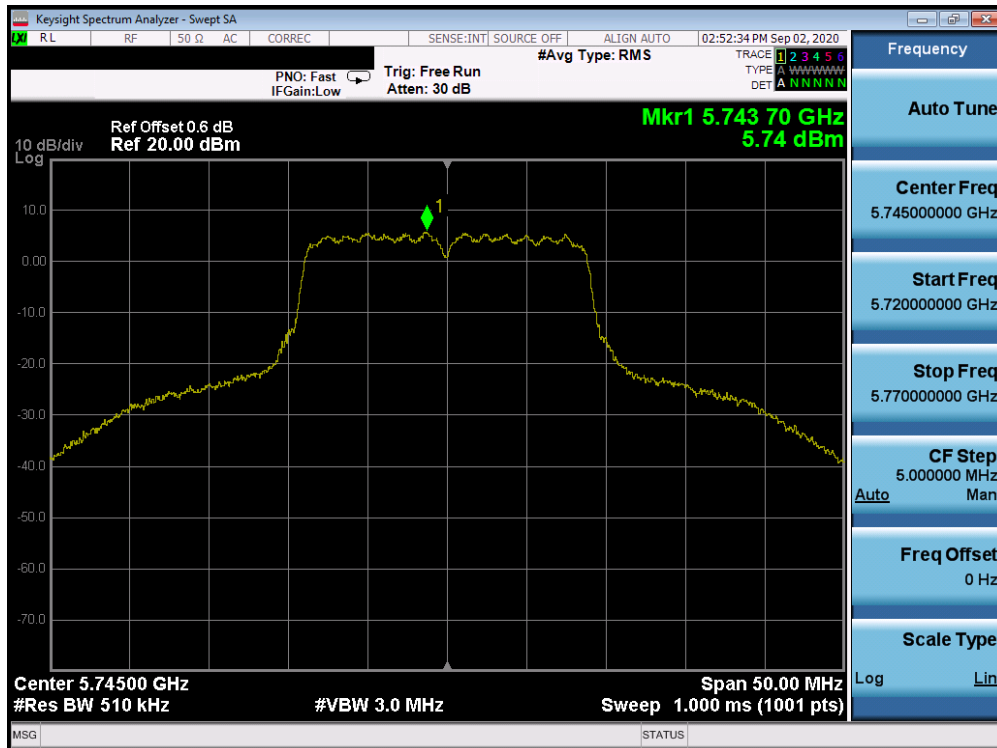 Keysight Spectrum Analyzer - Swept SA
LXI RL RF 50 Ω AC CORREC SENSE:INT SOURCE OFF ALIGN AUTO 02:52:34 PM Sep 02, 2020
#Avg Type: RMS
TRACE 1 2 3 4 5 6
PNO: Fast Trig: Free Run TYPE A WWWWW
IFGain:Low Atten: 30 dB DET A N N N N N
Mkr1 5.743 70 GHz
5.74 dBm
Ref Offset 0.6 dB
10 dB/div Ref 20.00 dBm
Log
1
10.0
0.00
-10.0
-20.0
-30.0
-40.0
-50.0
-60.0
-70.0
Center 5.74500 GHz Span 50.00 MHz
#Res BW 510 kHz #VBW 3.0 MHz Sweep 1.000 ms (1001 pts)
MSG STATUS
Frequency
Auto Tune
Center Freq
5.745000000 GHz
Start Freq
5.720000000 GHz
Stop Freq
5.770000000 GHz
CF Step
5.000000 MHz
Auto Man
Freq Offset
0 Hz
Scale Type
Log Lin